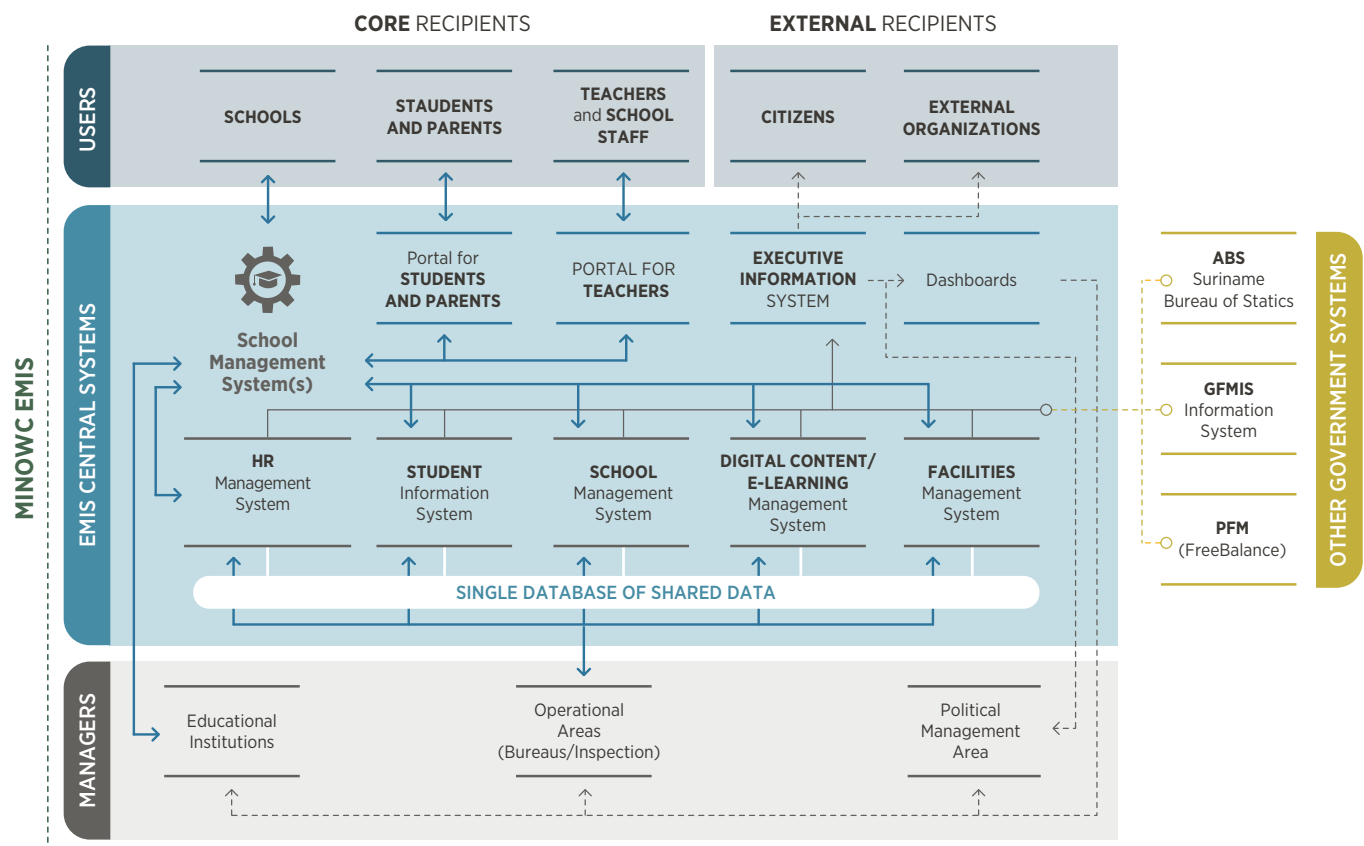 CORE RECIPIENTS
EXTERNAL RECIPIENTS
MINOWC EMIS
USERS
SCHOOLS
STAUDENTS
AND PARENTS
TEACHERS
and SCHOOL
STAFF
CITIZENS
EXTERNAL
ORGANIZATIONS
EMIS CENTRAL SYSTEMS
School
Management
System(s)
Portal for
STUDENTS
AND PARENTS
PORTAL FOR
TEACHERS
EXECUTIVE
INFORMATION
SYSTEM
Dashboards
HR
Management
System
STUDENT
Information
System
SCHOOL
Management
System
DIGITAL CONTENT/
E-LEARNING
Management
System
FACILITIES
Management
System
SINGLE DATABASE OF SHARED DATA
MANAGERS
Educational
Institutions
Operational
Areas
(Bureaus/Inspection)
Political
Management
Area
ABS
Suriname
Bureau of Statics
GFMIS
Information
System
PFM
(FreeBalance)
OTHER GOVERNMENT SYSTEMS